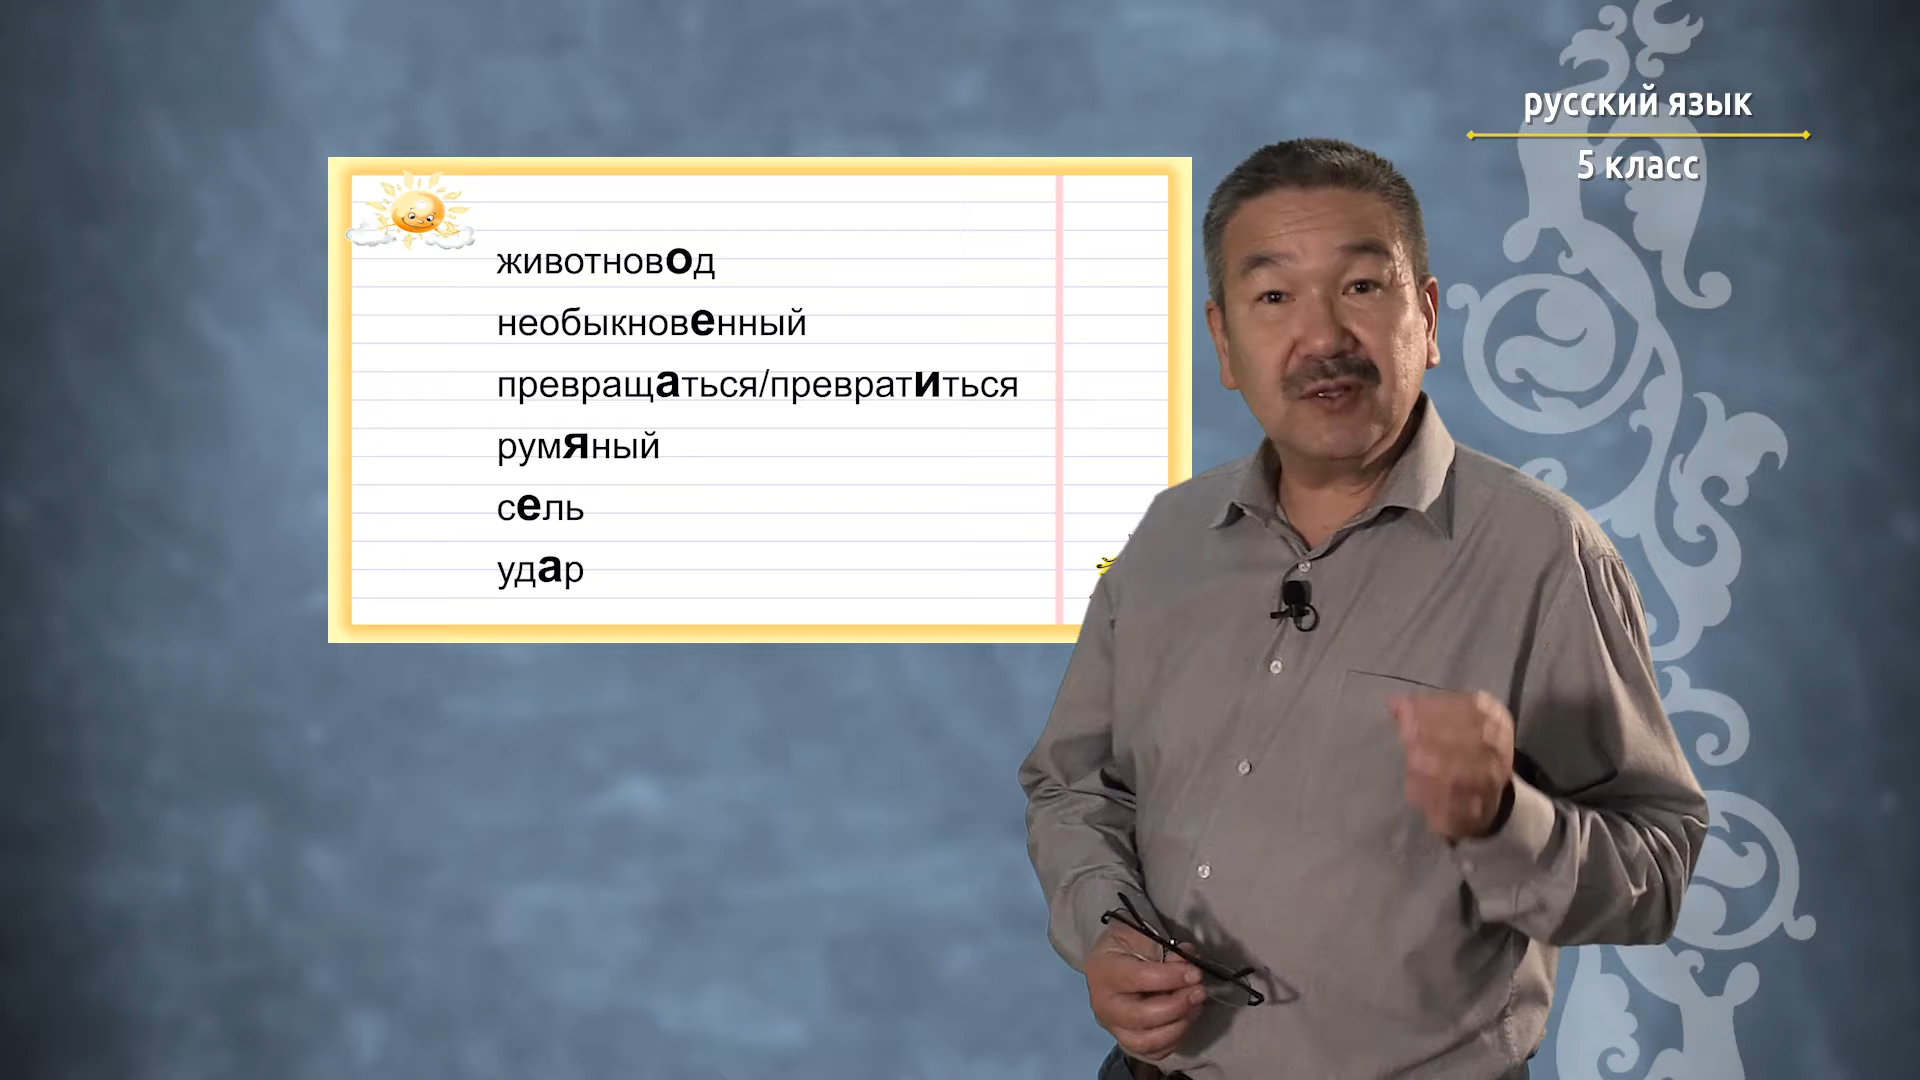 русский язык
5 класс
животновод
необыкновенный
превращаться/превратиться
румяный
сель
удар